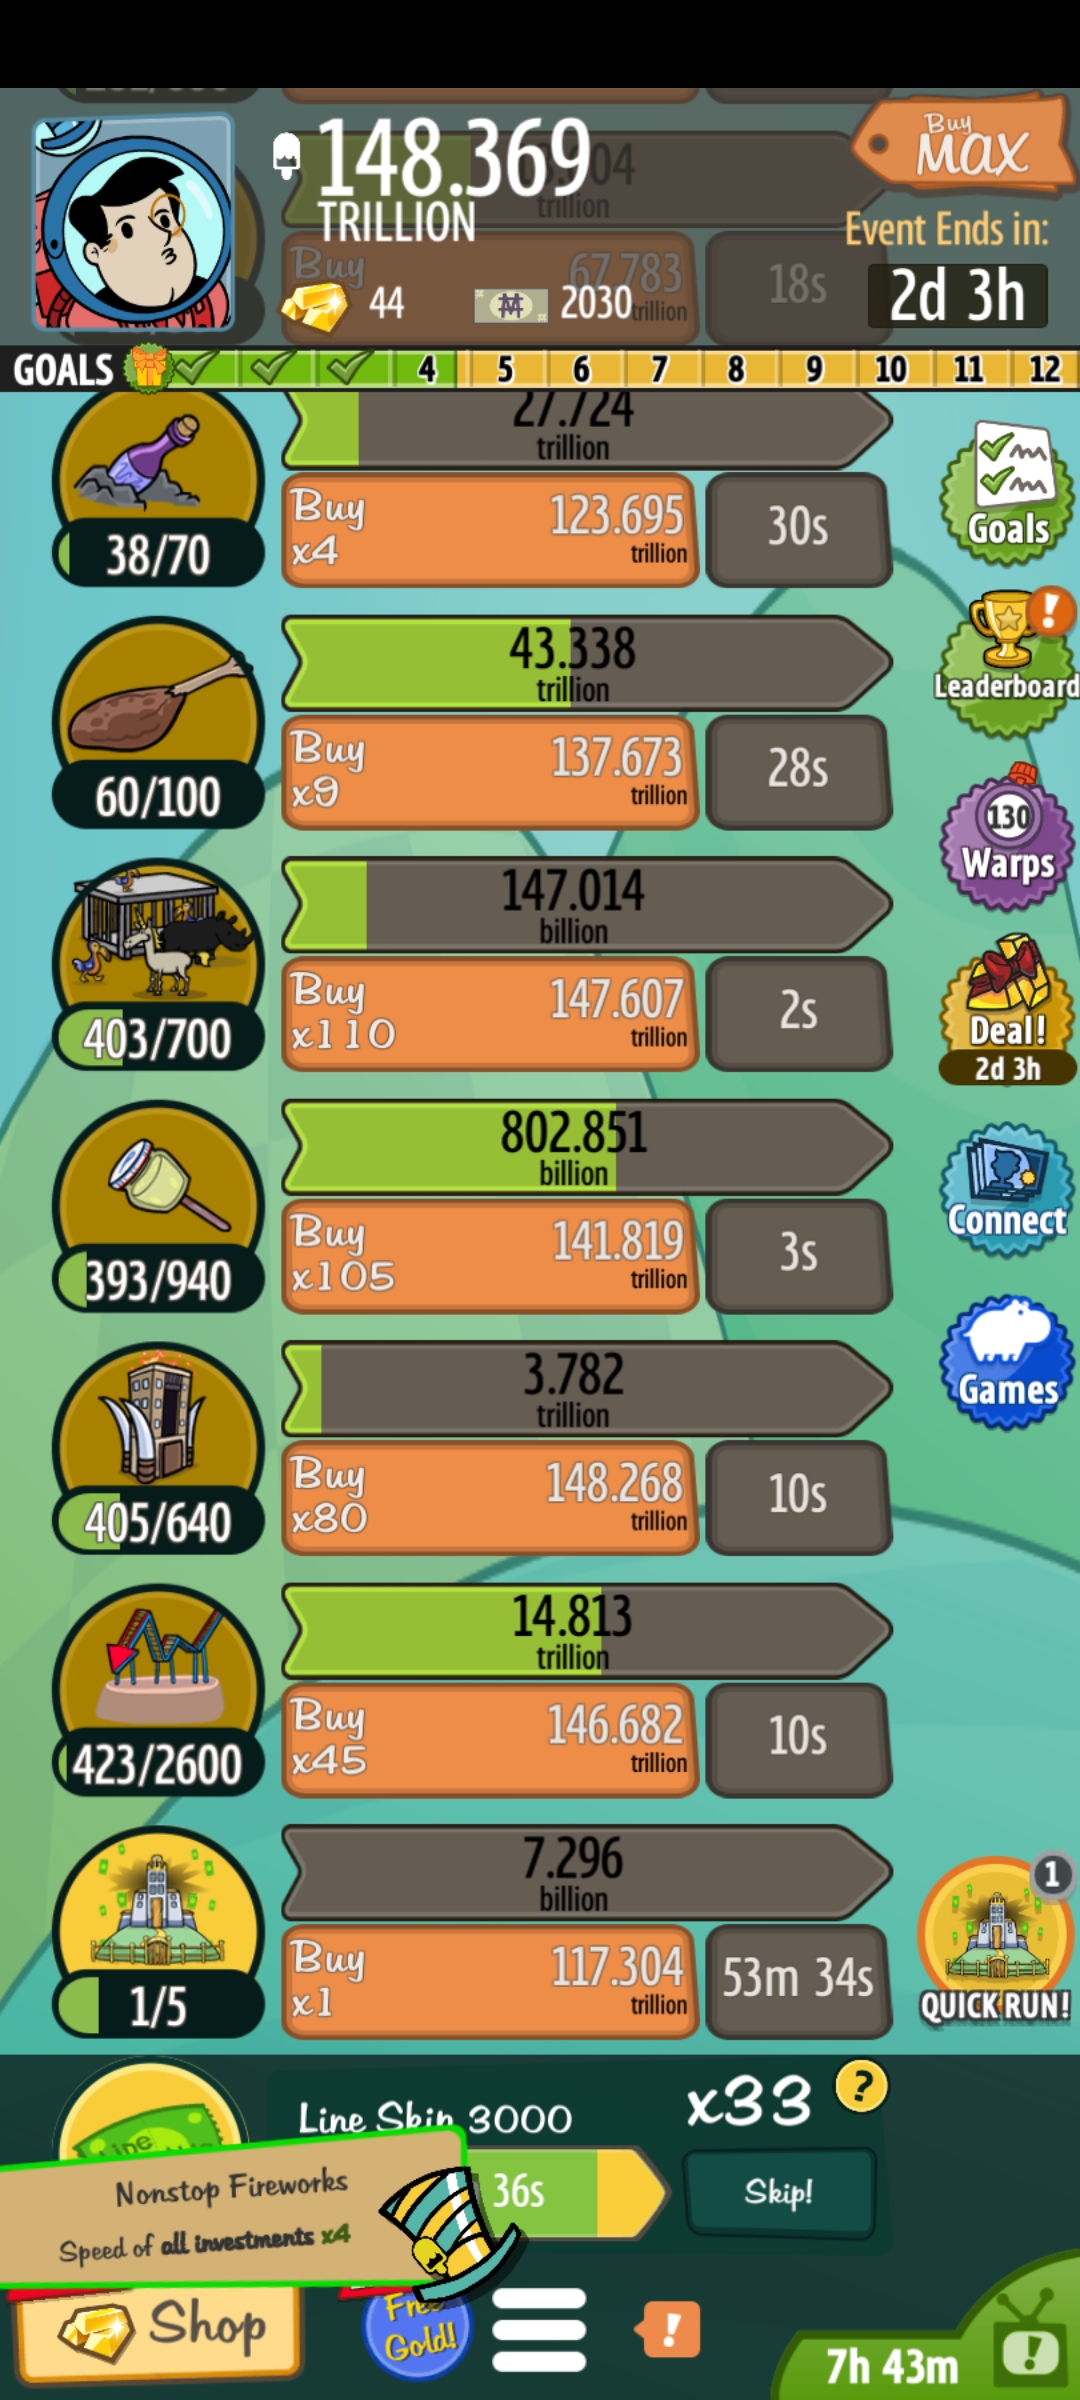 148.369
TRILLION
Buy
MAX
Event Ends in:
2d 3h
44
2030
Buy
67.783
trillion
18s
trillion
GOALS
4
5
6
7
8
9
10
11
12
27.724
trillion
Buy
x4
123.695
trillion
30s
38/70
Goals
43.338
trillion
Buy
x9
137.673
trillion
28s
60/100
!
Leaderboard
147.014
billion
Buy
x110
147.607
trillion
2s
403/700
130
Warps
Deal!
2d 3h
802.851
billion
Buy
x105
141.819
trillion
3s
393/940
Connect
3.782
trillion
Buy
x80
148.268
trillion
10s
405/640
Games
14.813
trillion
Buy
x45
146.682
trillion
10s
423/2600
7.296
billion
Buy
x1
117.304
trillion
53m 34s
1/5
1
QUICK RUN!
Line Skip 3000
x33
?
36s
Skip!
Nonstop Fireworks
Speed of all investments x4
Shop
Free
Gold!
!
7h 43m
!